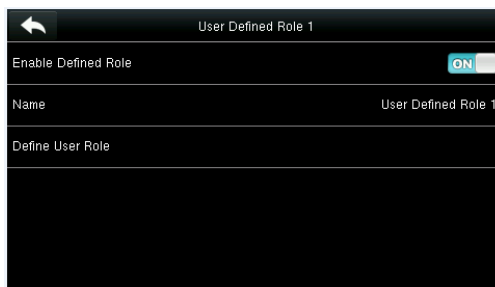 User Defined Role 1
Enable Defined Role ON
Name User Defined Role 1
Define User Role